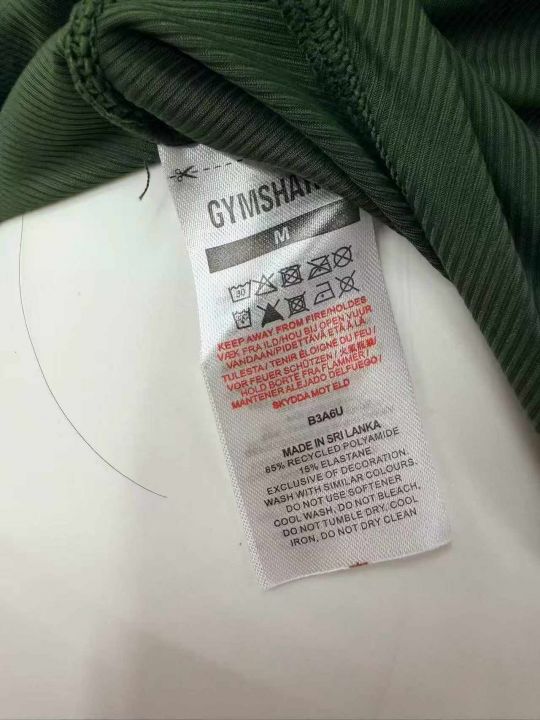 GYMSHAR
M
30
KEEP AWAY FROM FIRE/HOLDES
VÆK FRA ILD/HOU BIJ OPEN VUUR
VANDAAN/PIDETTÄVÄ ETÄÄLLÄ
TULESTA / TENIR ÉLOIGNÉ DU FEU /
VOR FEUER SCHÜTZEN /
HOLD BORTE FRA FLAMMER /
MANTENER ALEJADO DEL FUEGO /
SKYDDA MOT ELD
B3A6U
MADE IN SRI LANKA
85% RECYCLED POLYAMIDE
15% ELASTANE
EXCLUSIVE OF DECORATION.
WASH WITH SIMILAR COLOURS.
DO NOT USE SOFTENER
COOL WASH, DO NOT BLEACH,
DO NOT TUMBLE DRY, COOL
IRON, DO NOT DRY CLEAN